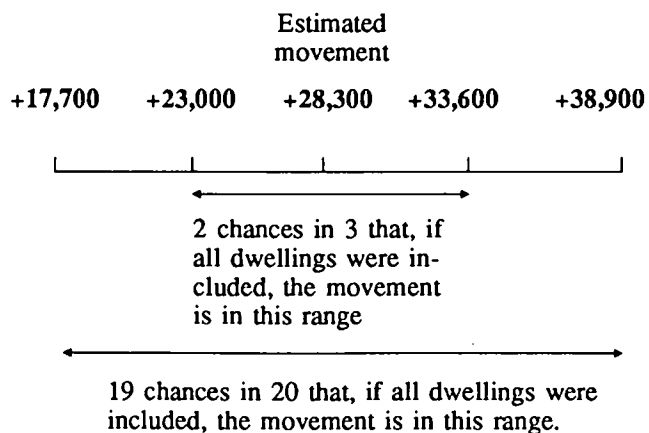 Estimated
movement
+17,700 +23,000 +28,300 +33,600 +38,900
2 chances in 3 that, if
all dwellings were in-
cluded, the movement
is in this range
19 chances in 20 that, if all dwellings were
included, the movement is in this range.